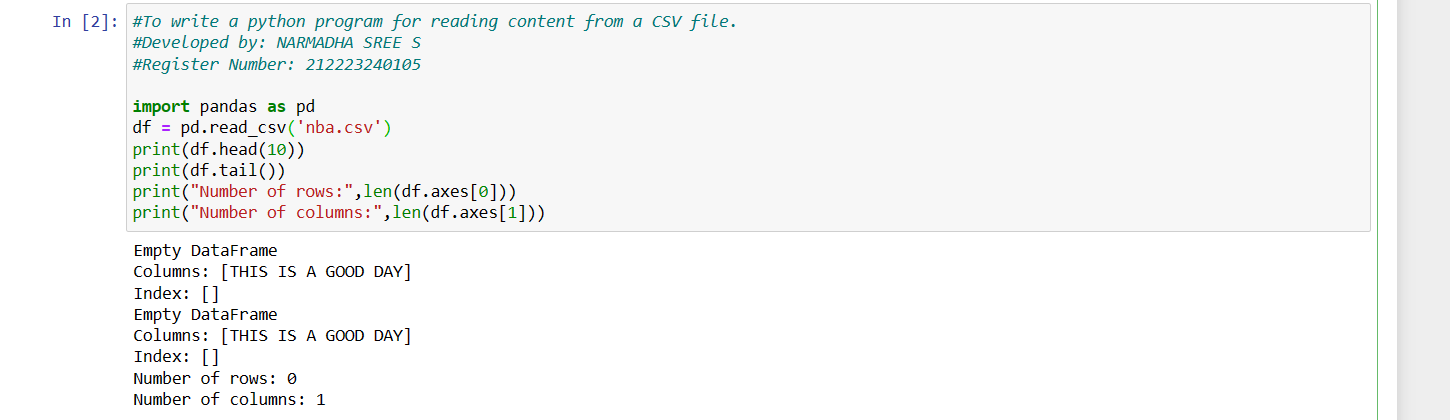 In [2]: #To write a python program for reading content from a CSV file.
#Developed by: NARMADHA SREE S
#Register Number: 212223240105
import pandas as pd
df = pd.read_csv('nba.csv')
print(df.head(10))
print(df.tail())
print("Number of rows:",len(df.axes[0]))
print("Number of columns:",len(df.axes[1]))
Empty DataFrame
Columns: [THIS IS A GOOD DAY]
Index: []
Empty DataFrame
Columns: [THIS IS A GOOD DAY]
Index: []
Number of rows: 0
Number of columns: 1